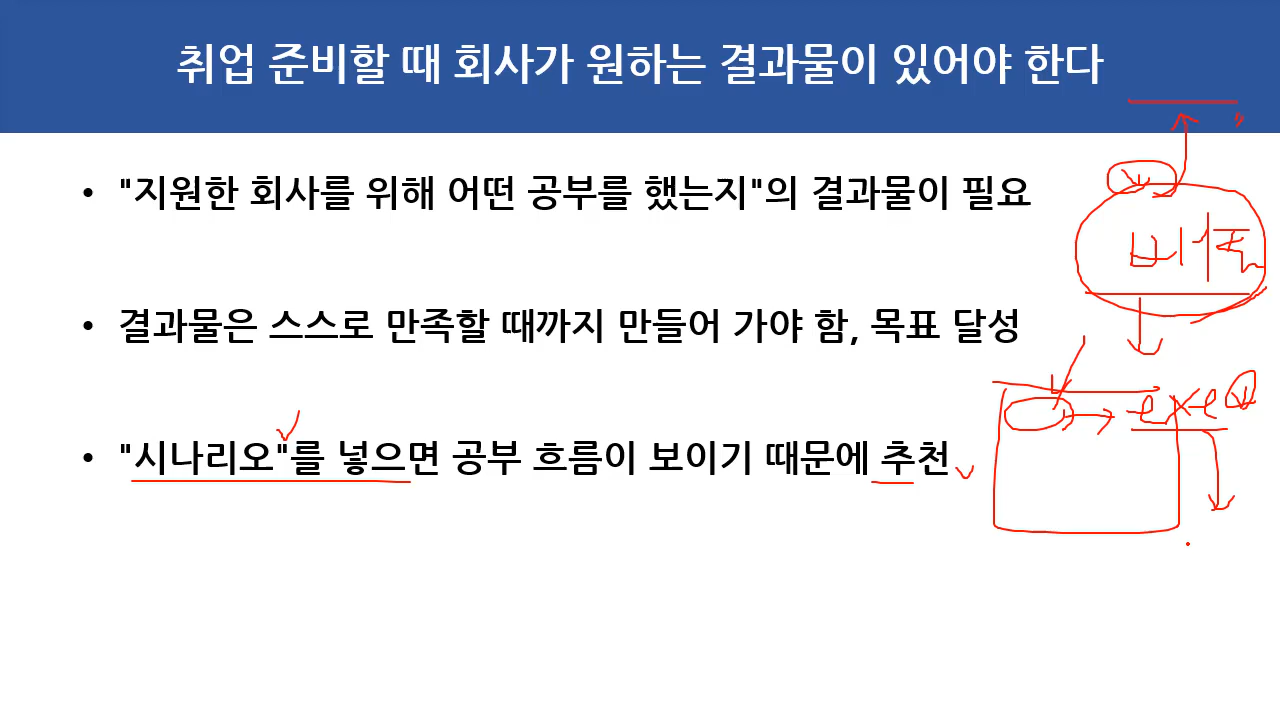 취업 준비할 때 회사가 원하는 결과물이 있어야 한다
• "지원한 회사를 위해 어떤 공부를 했는지"의 결과물이 필요
• 결과물은 스스로 만족할 때까지 만들어 가야 함, 목표 달성
• "시나리오"를 넣으면 공부 흐름이 보이기 때문에 추천
exe